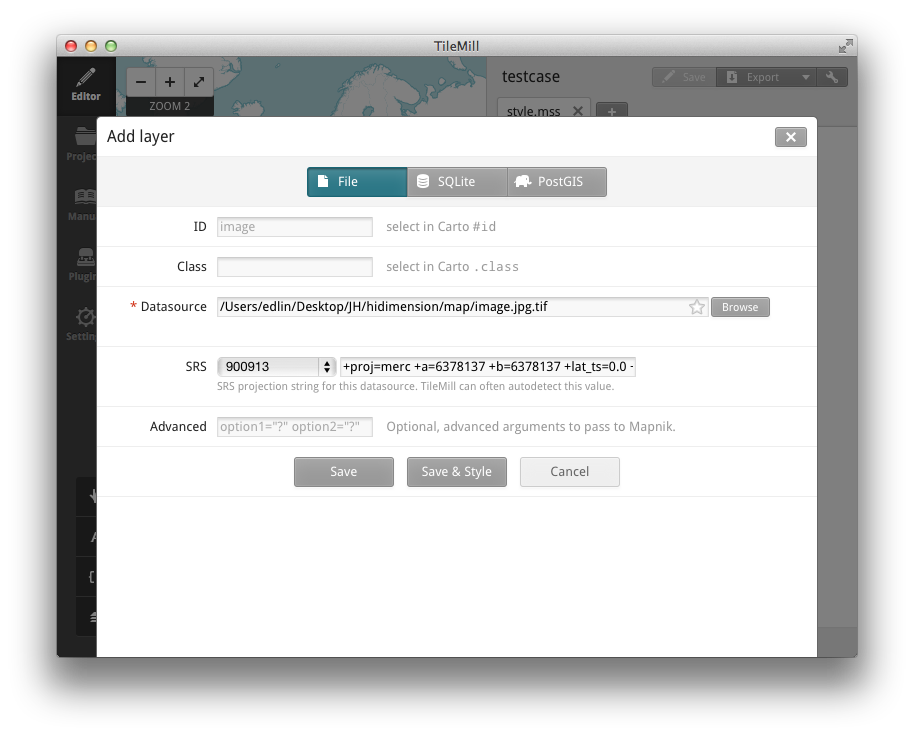 TileMill
Editor
testcase
Save
Export
ZOOM 2
style.mss
Add layer
File
SQLite
PostGIS
ID
image
select in Carto #id
Class
select in Carto .class
* Datasource
/Users/edlin/Desktop/JH/hidimension/map/image.jpg.tif
Browse
SRS
900913
+proj=merc +a=6378137 +b=6378137 +lat_ts=0.0 -
SRS projection string for this datasource. TileMill can often autodetect this value.
Advanced
option1="?" option2="?"
Optional, advanced arguments to pass to Mapnik.
Save
Save & Style
Cancel
Projec
Manu
Plugin
Setting